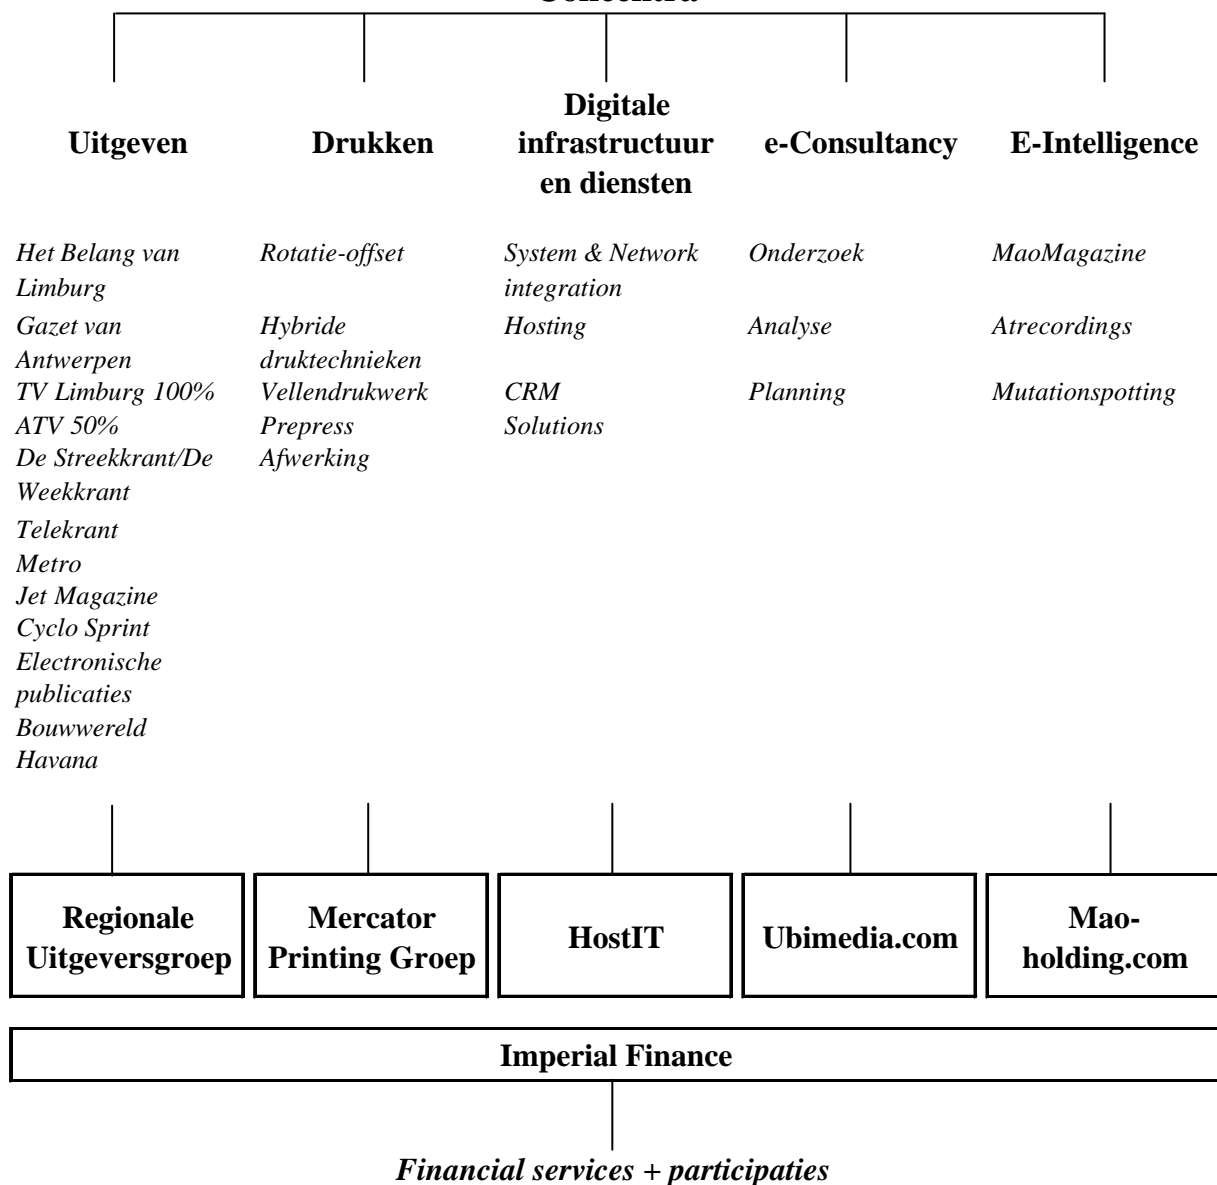 Concentra
Uitgeven
Het Belang van
Limburg
Gazet van
Antwerpen
TV Limburg 100%
ATV 50%
De Streekkrant/De
Weekkrant
Telekrant
Metro
Jet Magazine
Cyclo Sprint
Electronische
publicaties
Bouwwereld
Havana
Regionale
Uitgeversgroep
Drukken
Rotatie-offset
Hybride
druktechnieken
Vellendrukwerk
Prepress
Afwerking
Mercator
Printing Groep
Digitale
infrastructuur
en diensten
System & Network
integration
Hosting
CRM
Solutions
HostIT
e-Consultancy
Onderzoek
Analyse
Planning
Ubimedia.com
E-Intelligence
MaoMagazine
Atrecordings
Mutationspotting
Mao-
holding.com
Imperial Finance
Financial services + participaties